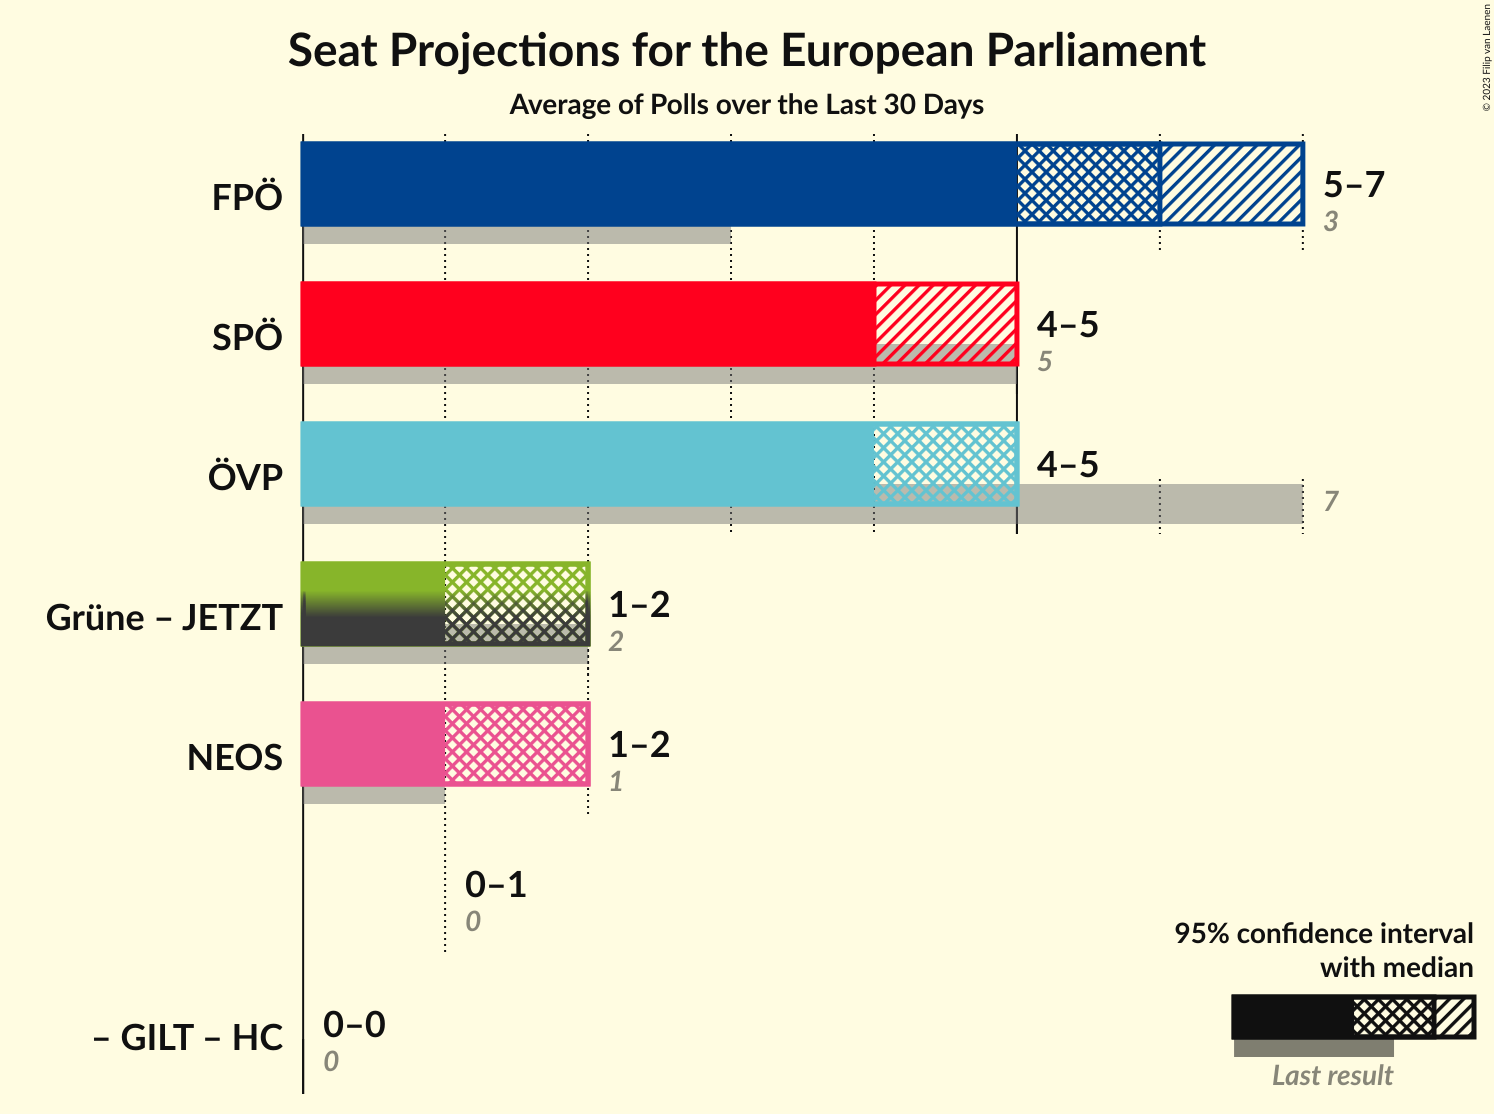 Seat Projections for the European Parliament
Average of Polls over the Last 30 Days
© 2023 Filip van Laenen
FPÖ
5–7
3
SPÖ
4–5
5
ÖVP
4–5
7
Grüne – JETZT
1–2
2
NEOS
1–2
1
0–1
0
– GILT – HC
0–0
0
95% confidence interval
with median
Last result